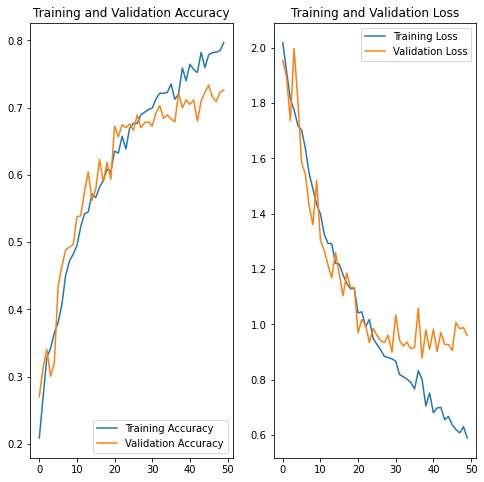 Training and Validation Accuracy
0.8
0.7
0.6
0.5
0.4
0.3
0.2
0 10 20 30 40 50
Training Accuracy
Validation Accuracy
Training and Validation Loss
2.0
1.8
1.6
1.4
1.2
1.0
0.8
0.6
0 10 20 30 40 50
Training Loss
Validation Loss